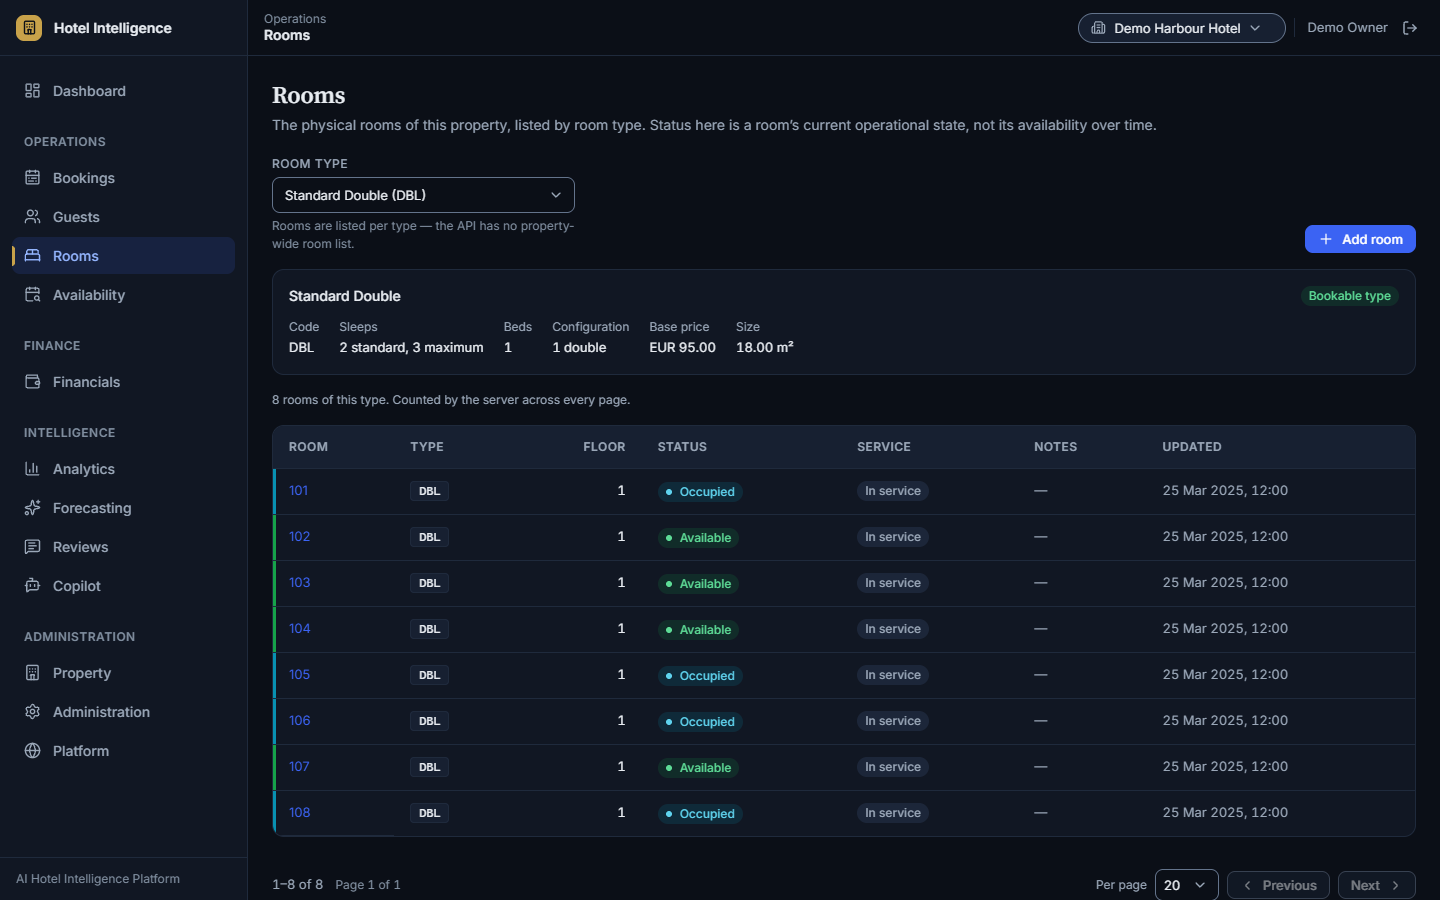 Hotel Intelligence
Operations
Rooms
Demo Harbour Hotel
Demo Owner
Dashboard
OPERATIONS
Bookings
Guests
Rooms
Availability
FINANCE
Financials
INTELLIGENCE
Analytics
Forecasting
Reviews
Copilot
ADMINISTRATION
Property
Administration
Platform
AI Hotel Intelligence Platform
Rooms
The physical rooms of this property, listed by room type. Status here is a room’s current operational state, not its availability over time.
ROOM TYPE
Standard Double (DBL)
Rooms are listed per type — the API has no property-
wide room list.
Add room
Standard Double
Bookable type
Code Sleeps Beds Configuration Base price Size
DBL 2 standard, 3 maximum 1 1 double EUR 95.00 18.00 m²
8 rooms of this type. Counted by the server across every page.
ROOM TYPE FLOOR STATUS SERVICE NOTES UPDATED
101 DBL 1 Occupied In service — 25 Mar 2025, 12:00
102 DBL 1 Available In service — 25 Mar 2025, 12:00
103 DBL 1 Available In service — 25 Mar 2025, 12:00
104 DBL 1 Available In service — 25 Mar 2025, 12:00
105 DBL 1 Occupied In service — 25 Mar 2025, 12:00
106 DBL 1 Occupied In service — 25 Mar 2025, 12:00
107 DBL 1 Available In service — 25 Mar 2025, 12:00
108 DBL 1 Occupied In service — 25 Mar 2025, 12:00
1–8 of 8 Page 1 of 1
Per page 20 Previous Next